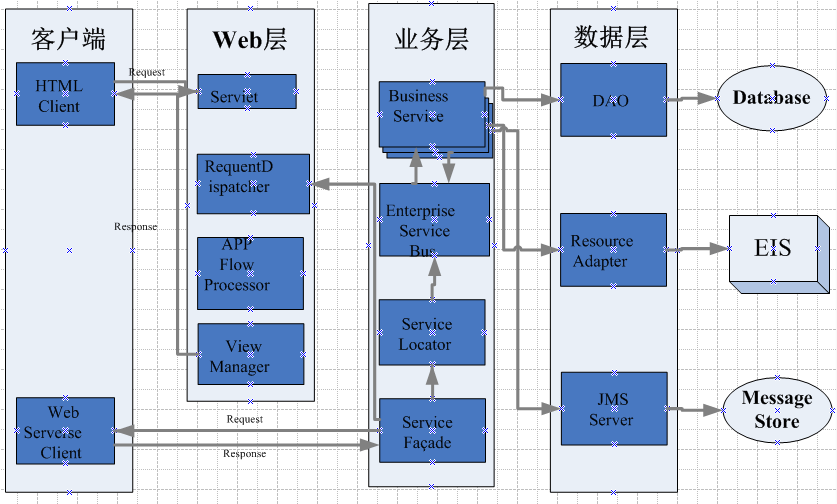 客户端
HTML
Client
Web
Serverse
Client
Request
Response
Request
Response
Web层
Serviet
RequentD
ispatcher
APP
Flow
Processor
View
Manager
业务层
Business
Service
Enterprise
Service
Bus
Service
Locator
Service
Façade
数据层
DAO
Resource
Adapter
JMS
Server
Database
EIS
Message
Store